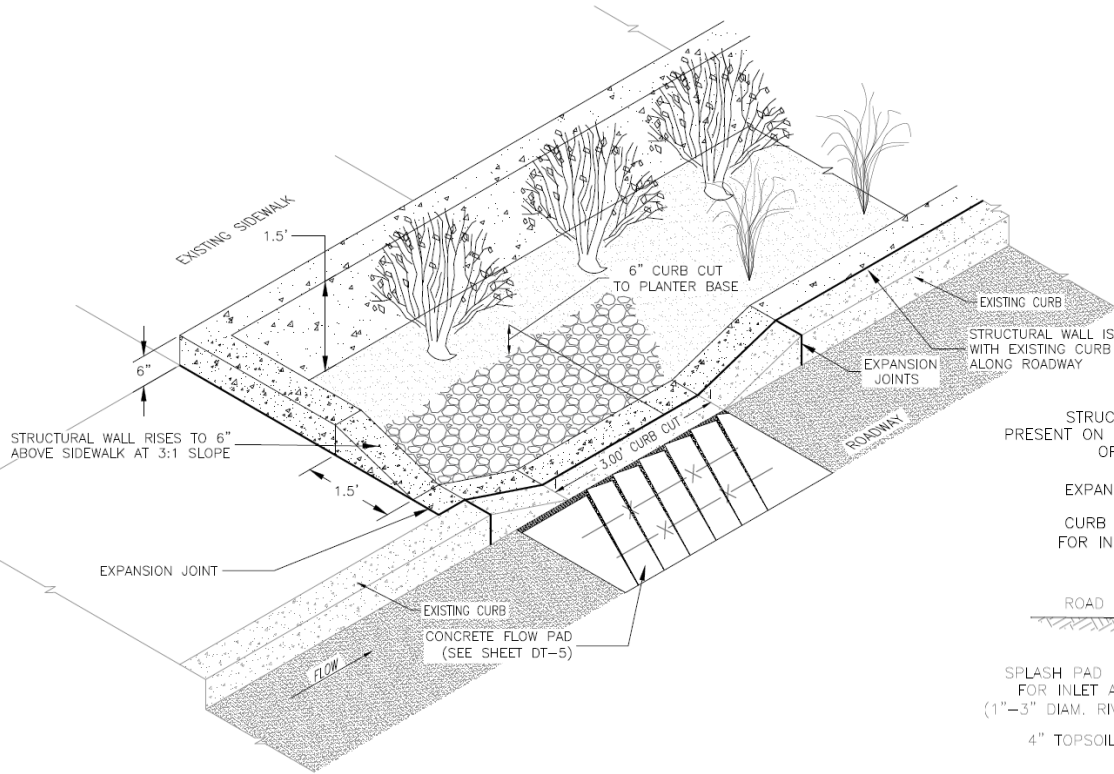 EXISTING SIDEWALK
1.5'
6" CURB CUT
TO PLANTER BASE
EXISTING CURB
6"
STRUCTURAL WALL IS
WITH EXISTING CURB
ALONG ROADWAY
EXPANSION
JOINTS
STRUCTURAL WALL RISES TO 6"
ABOVE SIDEWALK AT 3:1 SLOPE
3.00' CURB CUT
ROADWAY
1.5'
EXPANSION JOINT
EXISTING CURB
CONCRETE FLOW PAD
(SEE SHEET DT-5)
FLOW
STRUC
PRESENT ON
OF
EXPAN
CURB
FOR IN
ROAD
SPLASH PAD
FOR INLET A
(1"-3" DIAM. RIV
4" TOPSOIL